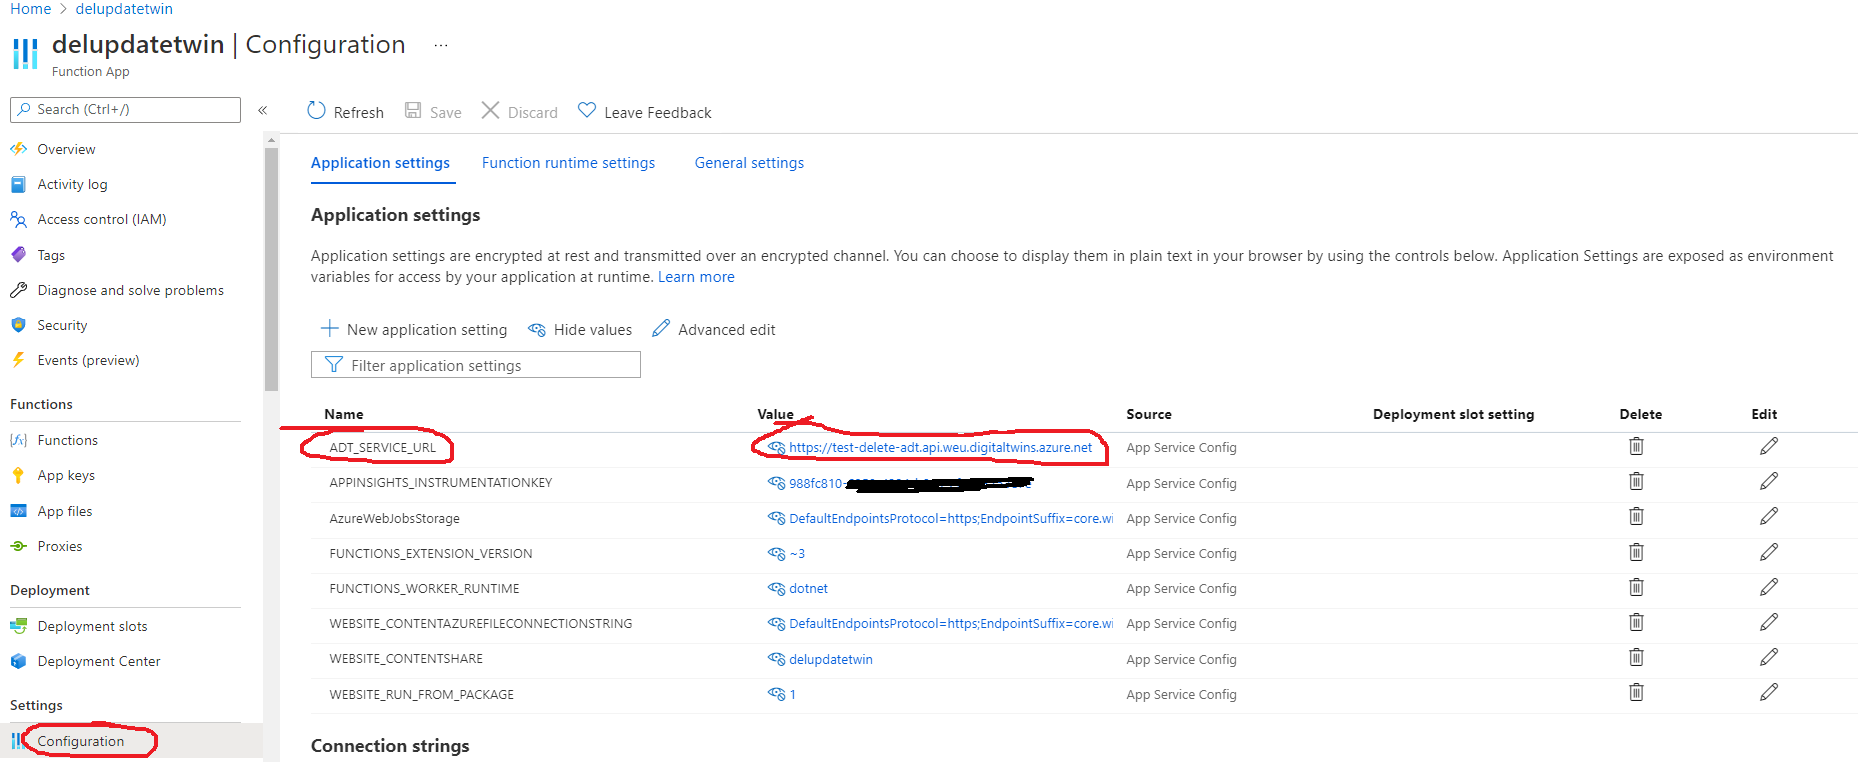 Home > delupdatetwin
delupdatetwin | Configuration ...
Function App
Search (Ctrl+/)
«
Refresh Save Discard Leave Feedback
Overview
Activity log
Access control (IAM)
Tags
Diagnose and solve problems
Security
Events (preview)
Functions
Functions
App keys
App files
Proxies
Deployment
Deployment slots
Deployment Center
Settings
Configuration
Application settings Function runtime settings General settings
Application settings
Application settings are encrypted at rest and transmitted over an encrypted channel. You can choose to display them in plain text in your browser by using the controls below. Application Settings are exposed as environment
variables for access by your application at runtime. Learn more
New application setting Hide values Advanced edit
Filter application settings
Name Value Source Deployment slot setting Delete Edit
ADT_SERVICE_URL https://test-delete-adt.api.weu.digitaltwins.azure.net App Service Config
APPINSIGHTS_INSTRUMENTATIONKEY 988fc810- App Service Config
AzureWebJobsStorage DefaultEndpointsProtocol=https;EndpointSuffix=core.wi App Service Config
FUNCTIONS_EXTENSION_VERSION ~3 App Service Config
FUNCTIONS_WORKER_RUNTIME dotnet App Service Config
WEBSITE_CONTENTAZUREFILECONNECTIONSTRING DefaultEndpointsProtocol=https;EndpointSuffix=core.wi App Service Config
WEBSITE_CONTENTSHARE delupdatetwin App Service Config
WEBSITE_RUN_FROM_PACKAGE 1 App Service Config
Connection strings